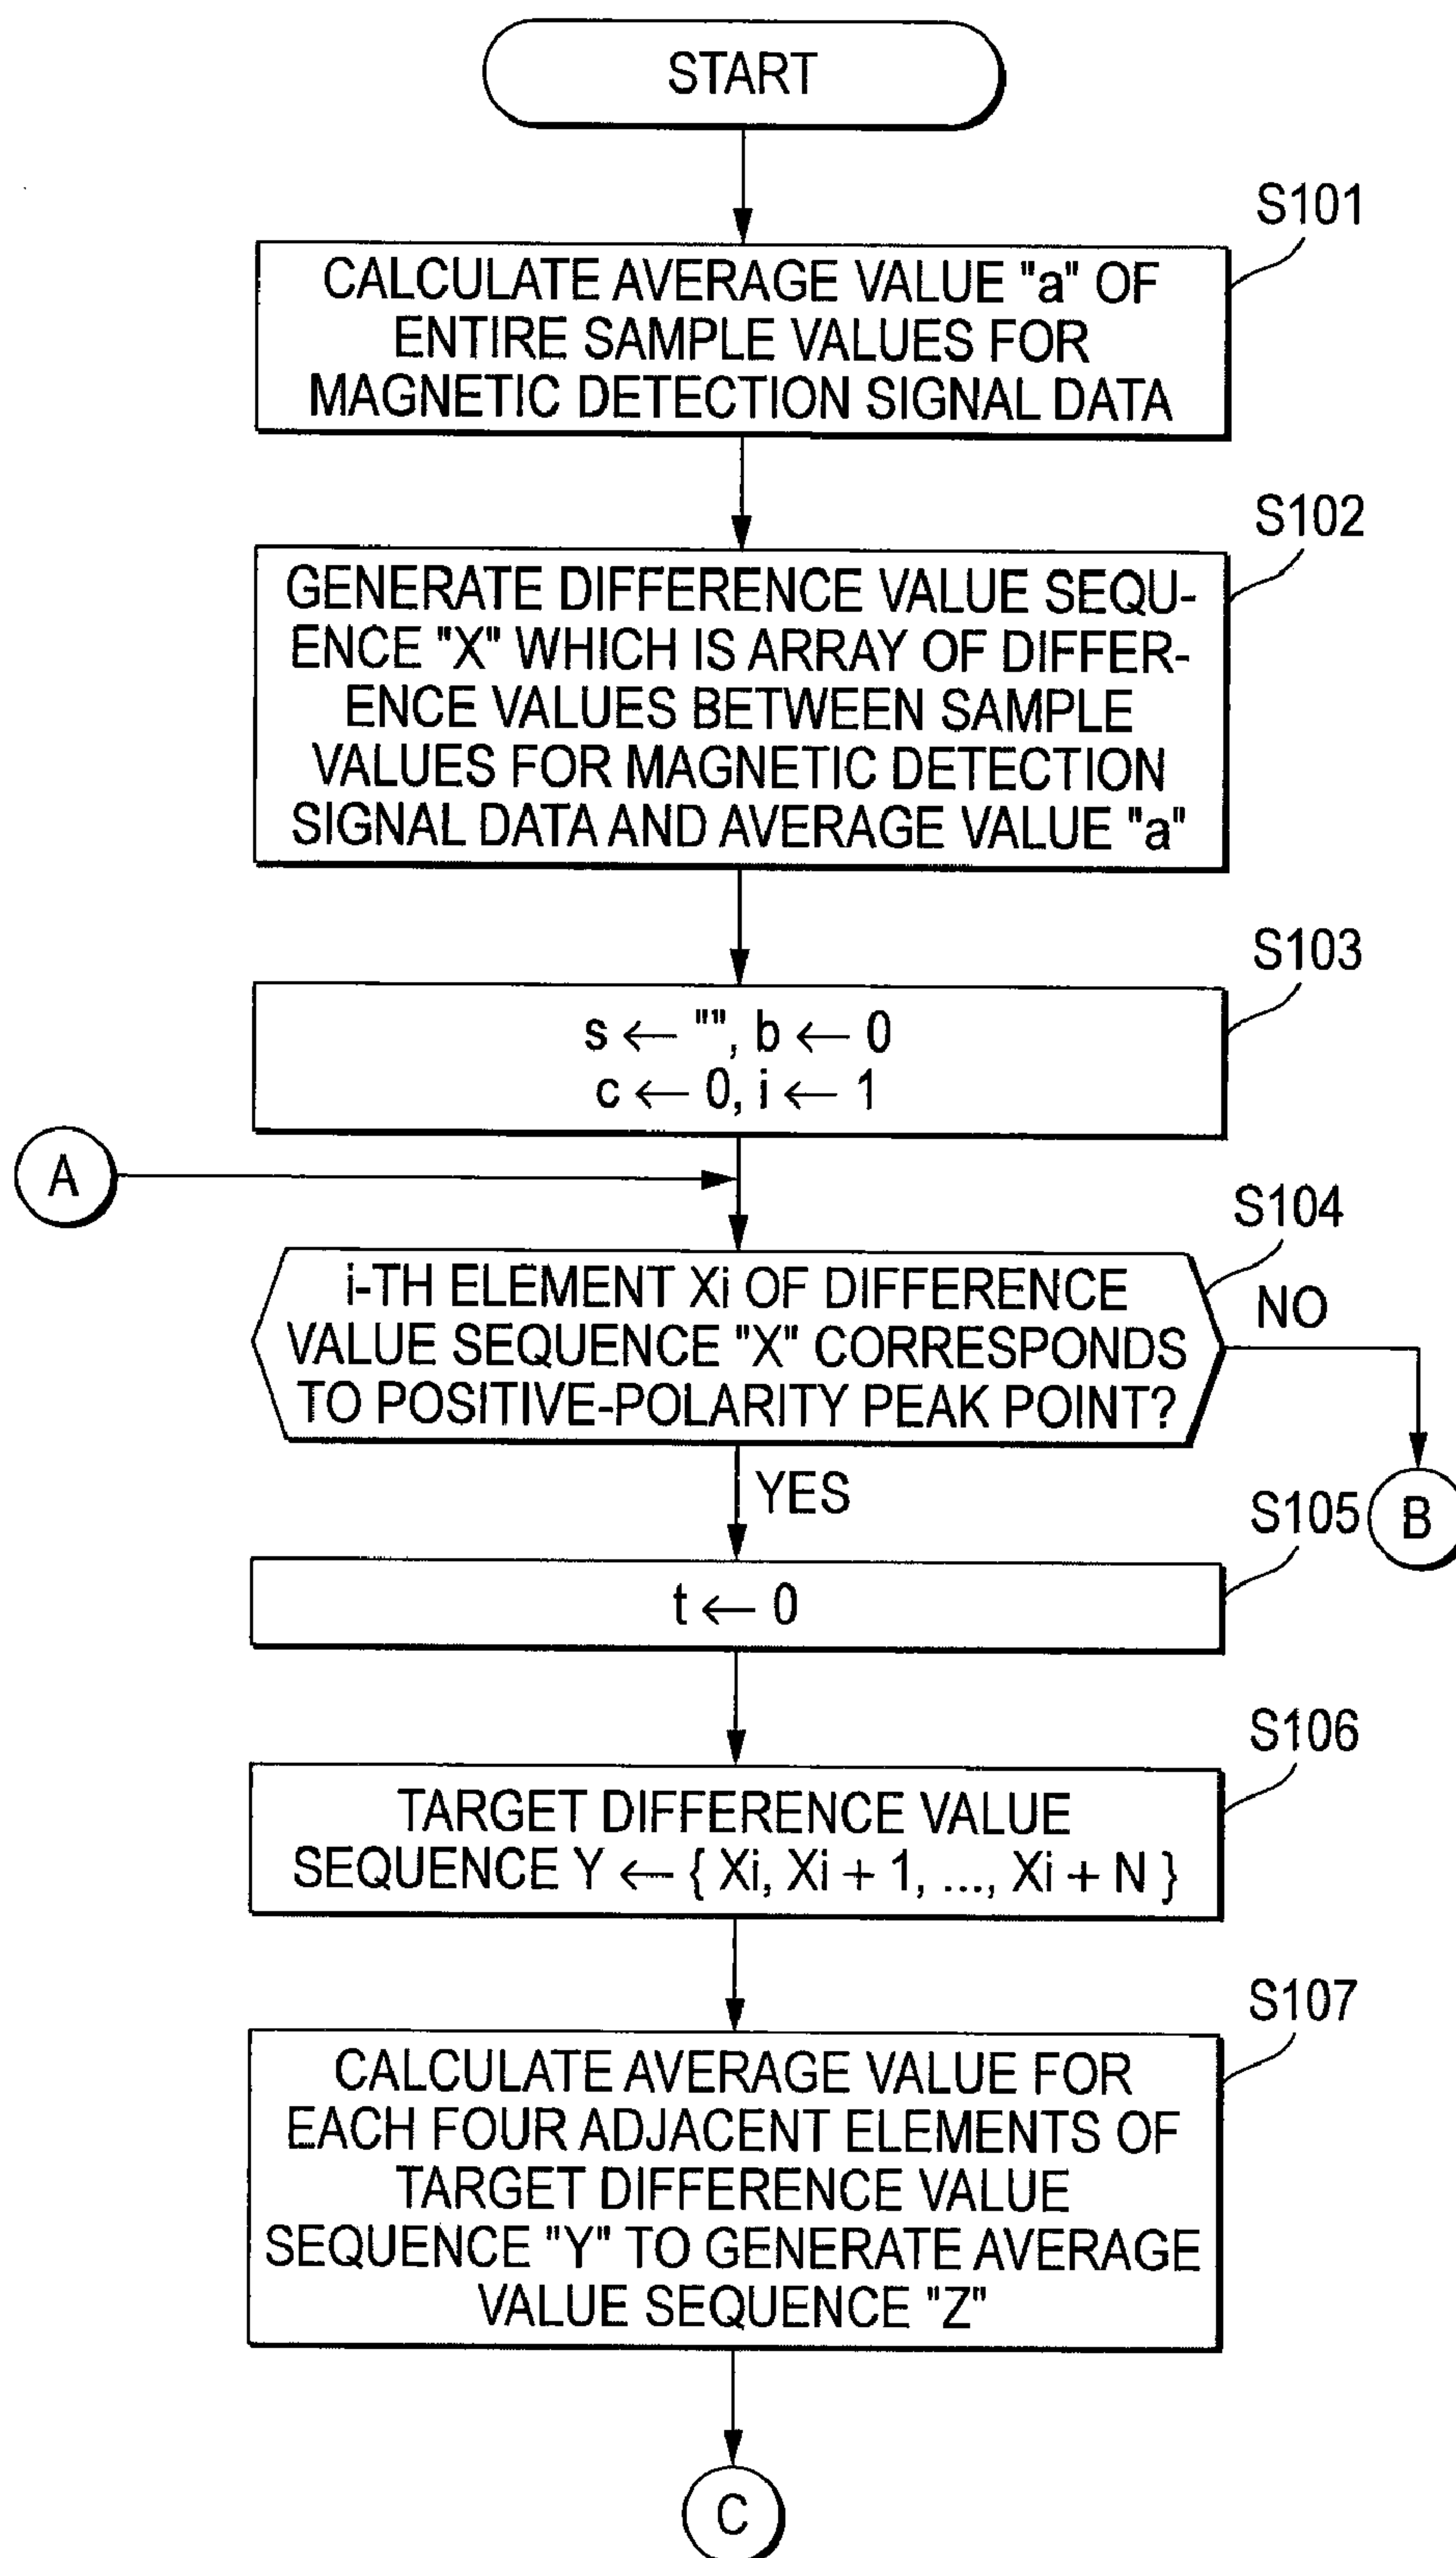 START
S101
CALCULATE AVERAGE VALUE "a" OF
ENTIRE SAMPLE VALUES FOR
MAGNETIC DETECTION SIGNAL DATA
S102
GENERATE DIFFERENCE VALUE SEQU-
ENCE "X" WHICH IS ARRAY OF DIFFER-
ENCE VALUES BETWEEN SAMPLE
VALUES FOR MAGNETIC DETECTION
SIGNAL DATA AND AVERAGE VALUE "a"
S103
s ← "", b ← 0
c ← 0, i ← 1
A
S104
i-TH ELEMENT Xi OF DIFFERENCE
VALUE SEQUENCE "X" CORRESPONDS
TO POSITIVE-POLARITY PEAK POINT?
NO
YES
B
S105
t ← 0
S106
TARGET DIFFERENCE VALUE
SEQUENCE Y ← { Xi, Xi + 1, ..., Xi + N }
S107
CALCULATE AVERAGE VALUE FOR
EACH FOUR ADJACENT ELEMENTS OF
TARGET DIFFERENCE VALUE
SEQUENCE "Y" TO GENERATE AVERAGE
VALUE SEQUENCE "Z"
C